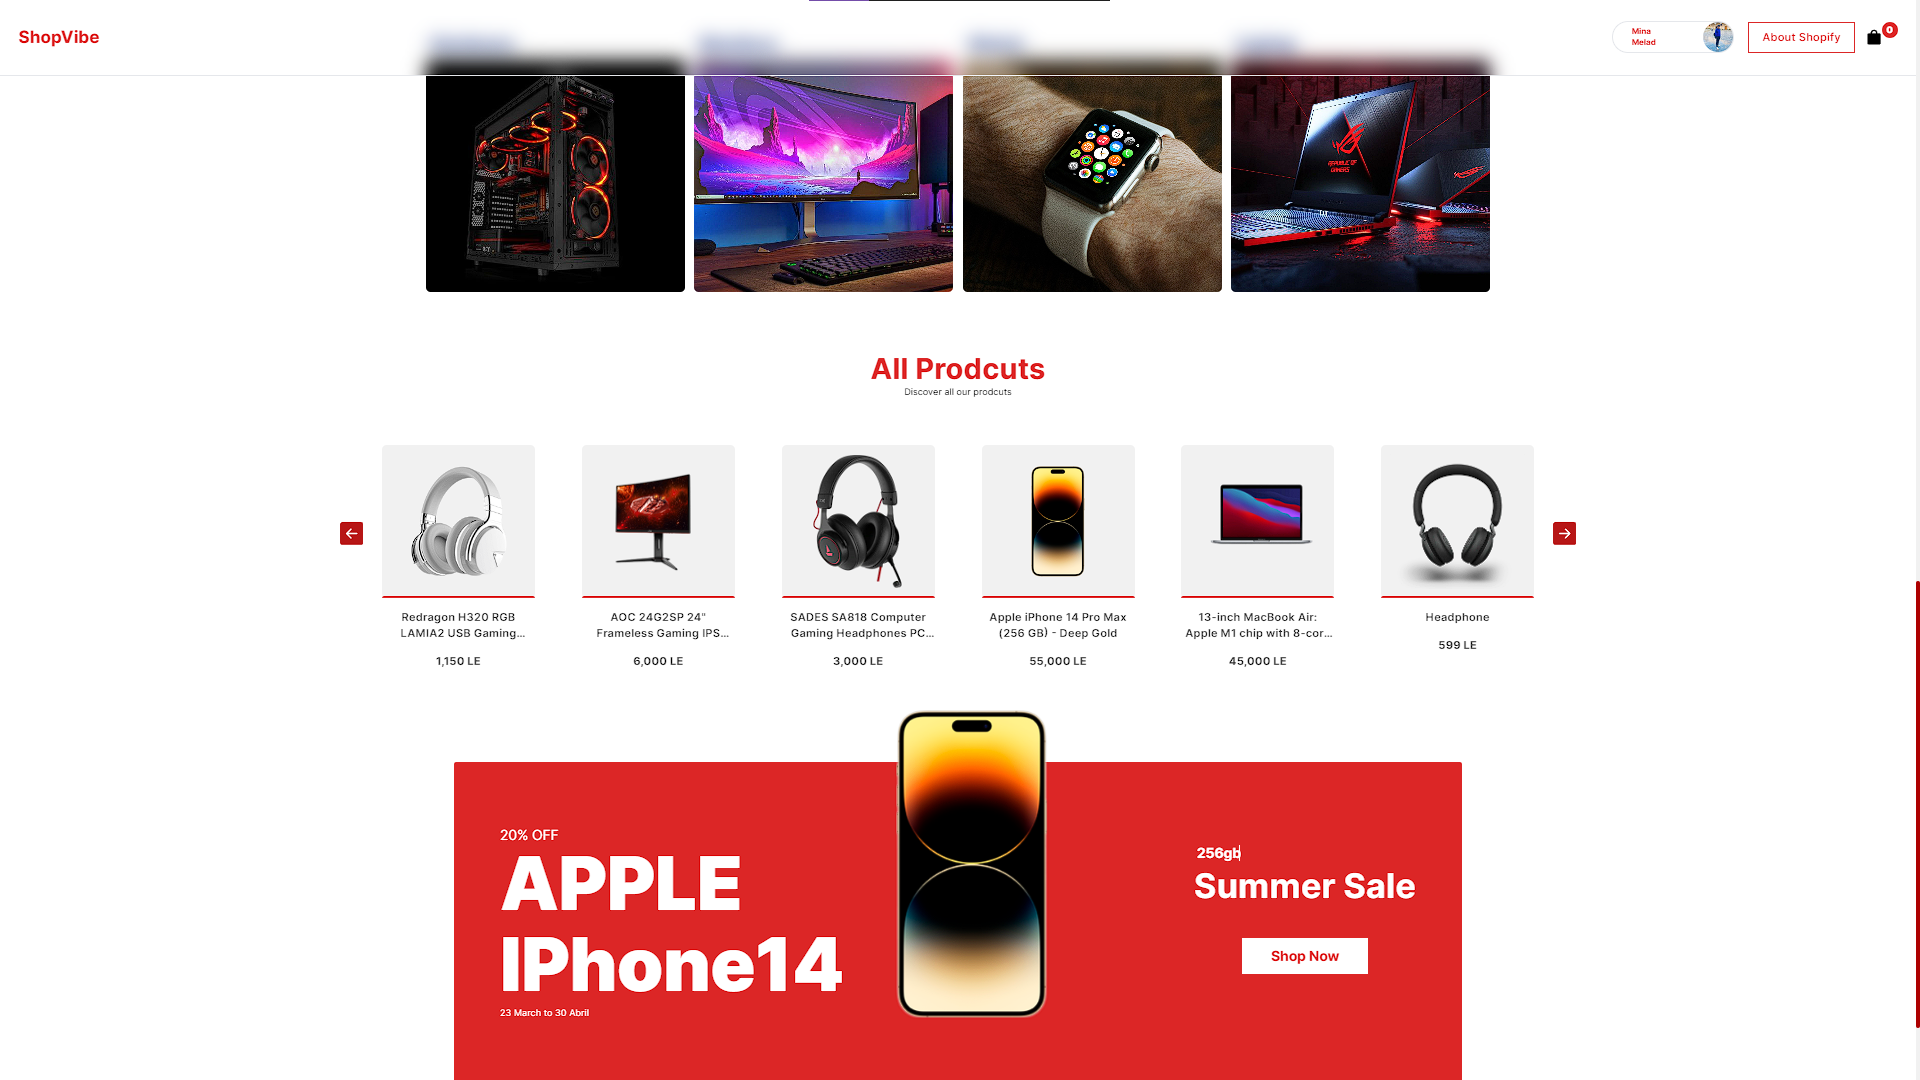 ShopVibe
Mina
Melad
About Shopify
0
REPUBLIC OF
GAMERS
All Prodcuts
Discover all our prodcuts
Redragon H320 RGB
LAMIA2 USB Gaming...
1,150 LE
AOC 24G2SP 24"
Frameless Gaming IPS...
6,000 LE
SADES SA818 Computer
Gaming Headphones PC...
3,000 LE
Apple iPhone 14 Pro Max
(256 GB) - Deep Gold
55,000 LE
13-inch MacBook Air:
Apple M1 chip with 8-cor...
45,000 LE
Headphone
599 LE
20% OFF
APPLE
IPhone14
23 March to 30 Abril
256gb
Summer Sale
Shop Now